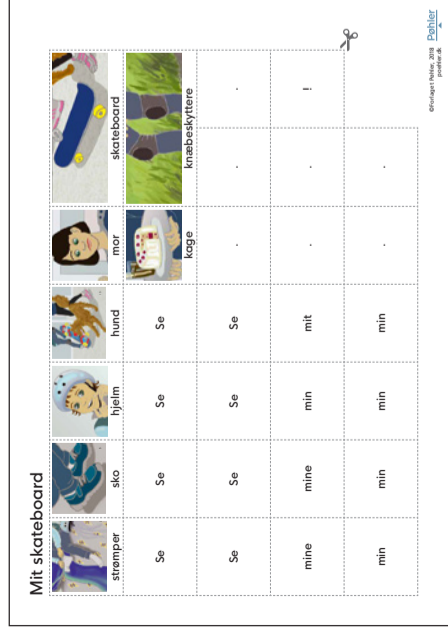 Mit skateboard
strømper sko hjelm hund mor skateboard
Se Se Se Se kage knæbeskyttere
Se Se Se Se . . .
mine mine min mit . . !
min min min min . .
©Forlaget Pøhler, 2018 Pøhler
poehler.dk